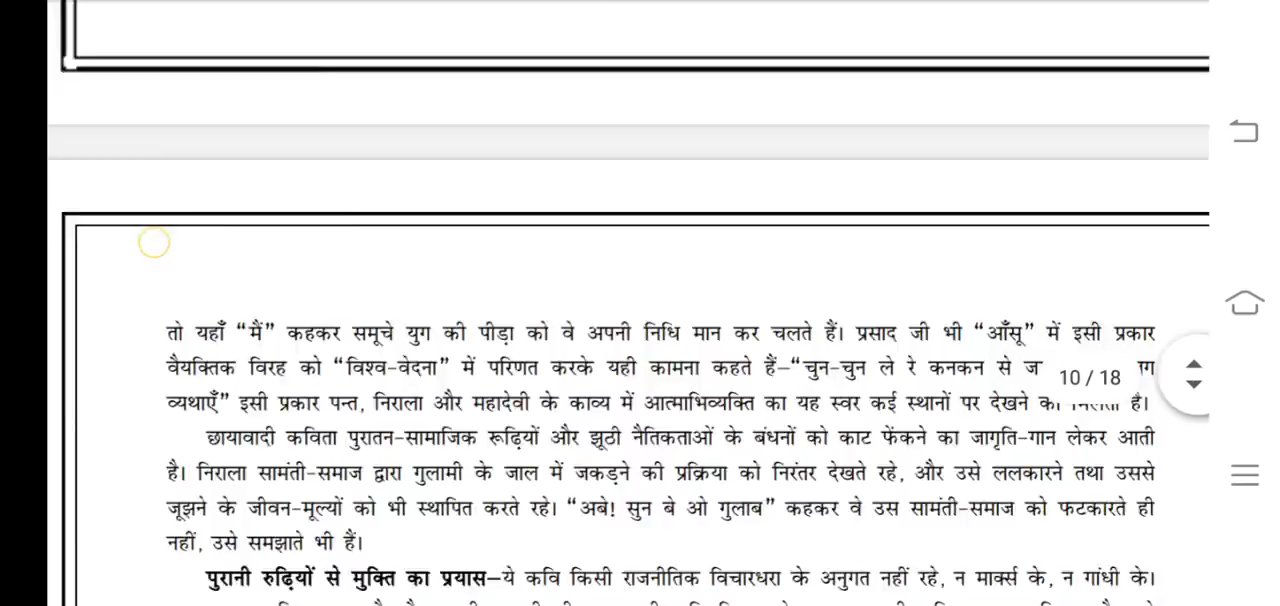 तो यहाँ “मैं” कहकर समूचे युग की पीड़ा को वे अपनी निधि मान कर चलते हैं। प्रसाद जी भी “आँसू” में इसी प्रकार
वैयक्तिक विरह को “विश्व-वेदना” में परिणत करके यही कामना कहते हैं–“चुन-चुन ले रे कनकन से
10 / 18
व्यथाएँ” इसी प्रकार पन्त, निराला और महादेवी के काव्य में आत्माभिव्यक्ति का यह स्वर कई स्थानों पर देखने है।
छायावादी कविता पुरातन-सामाजिक रूढ़ियों और झूठी नैतिकताओं के बंधनों को काट फेंकने का जागृति-गान लेकर आती
है। निराला सामंती-समाज द्वारा गुलामी के जाल में जकड़ने की प्रक्रिया को निरंतर देखते रहे, और उसे ललकारने तथा उससे
जूझने के जीवन-मूल्यों को भी स्थापित करते रहे। “अबे! सुन बे ओ गुलाब” कहकर वे उस सामंती-समाज को फटकारते ही
नहीं, उसे समझाते भी हैं।
पुरानी रुढ़ियों से मुक्ति का प्रयास–ये कवि किसी राजनीतिक विचारधरा के अनुगत नहीं रहे, न मार्क्स के, न गांधी के।